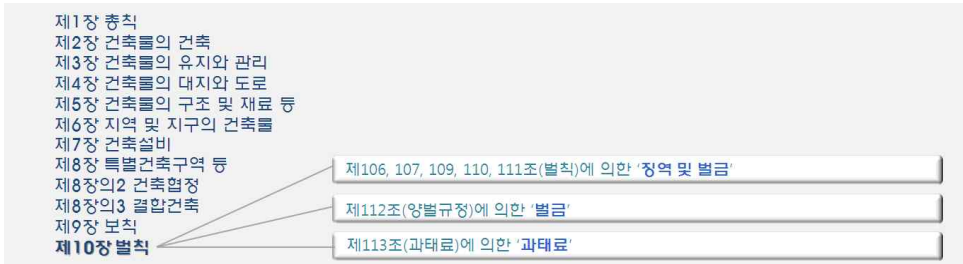 제1장 총칙
제2장 건축물의 건축
제3장 건축물의 유지와 관리
제4장 건축물의 대지와 도로
제5장 건축물의 구조 및 재료 등
제6장 지역 및 지구의 건축물
제7장 건축설비
제8장 특별건축구역 등
제8장의2 건축협정
제8장의3 결합건축
제9장 보칙
제10장 벌칙
제106, 107, 109, 110, 111조(벌칙)에 의한 '징역 및 벌금'
제112조(양벌규정)에 의한 '벌금'
제113조(과태료)에 의한 '과태료'